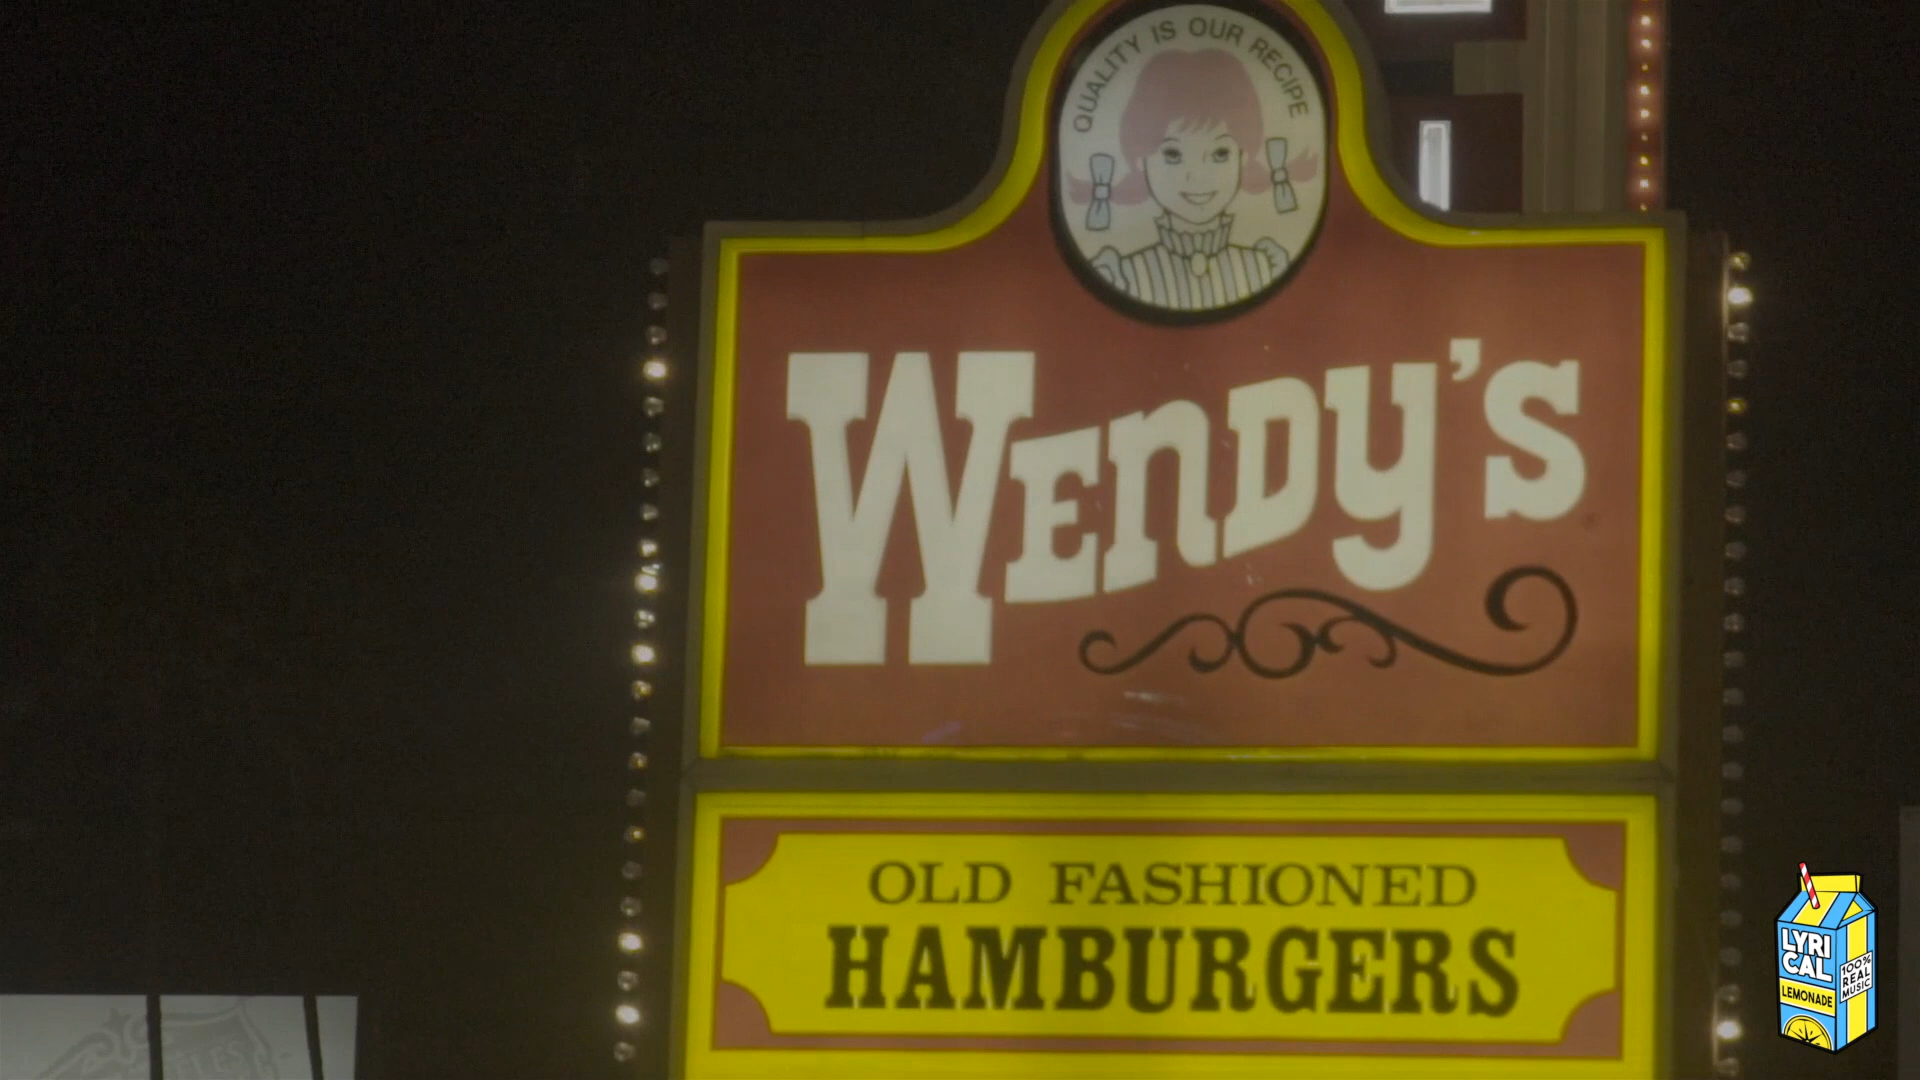 QUALITY IS OUR RECIPE
WENDY'S
OLD FASHIONED
HAMBURGERS
LYRI
CAL
LEMONADE
100%
REAL
MUSIC